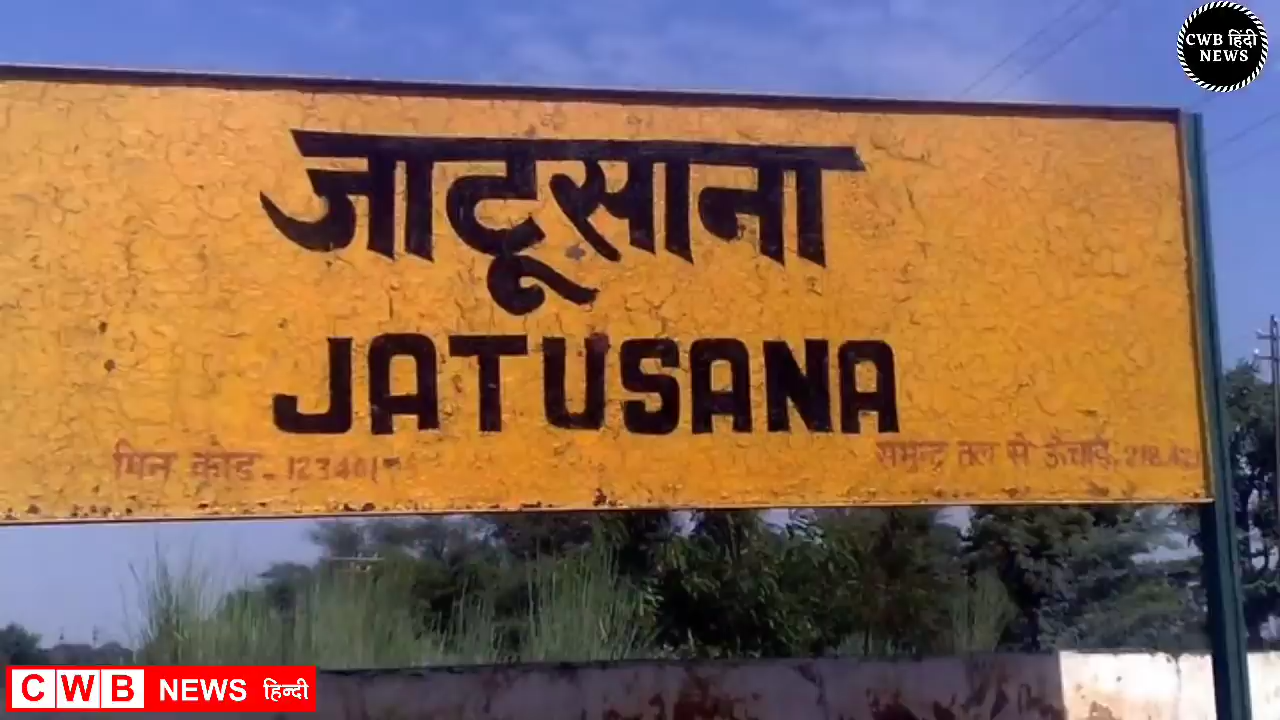 CWB हिंदी
NEWS
जाटूसाना
JATUSANA
पिन कोड - 123401
समुन्द्र तल से ऊँचाई.
CWB NEWS हिन्दी